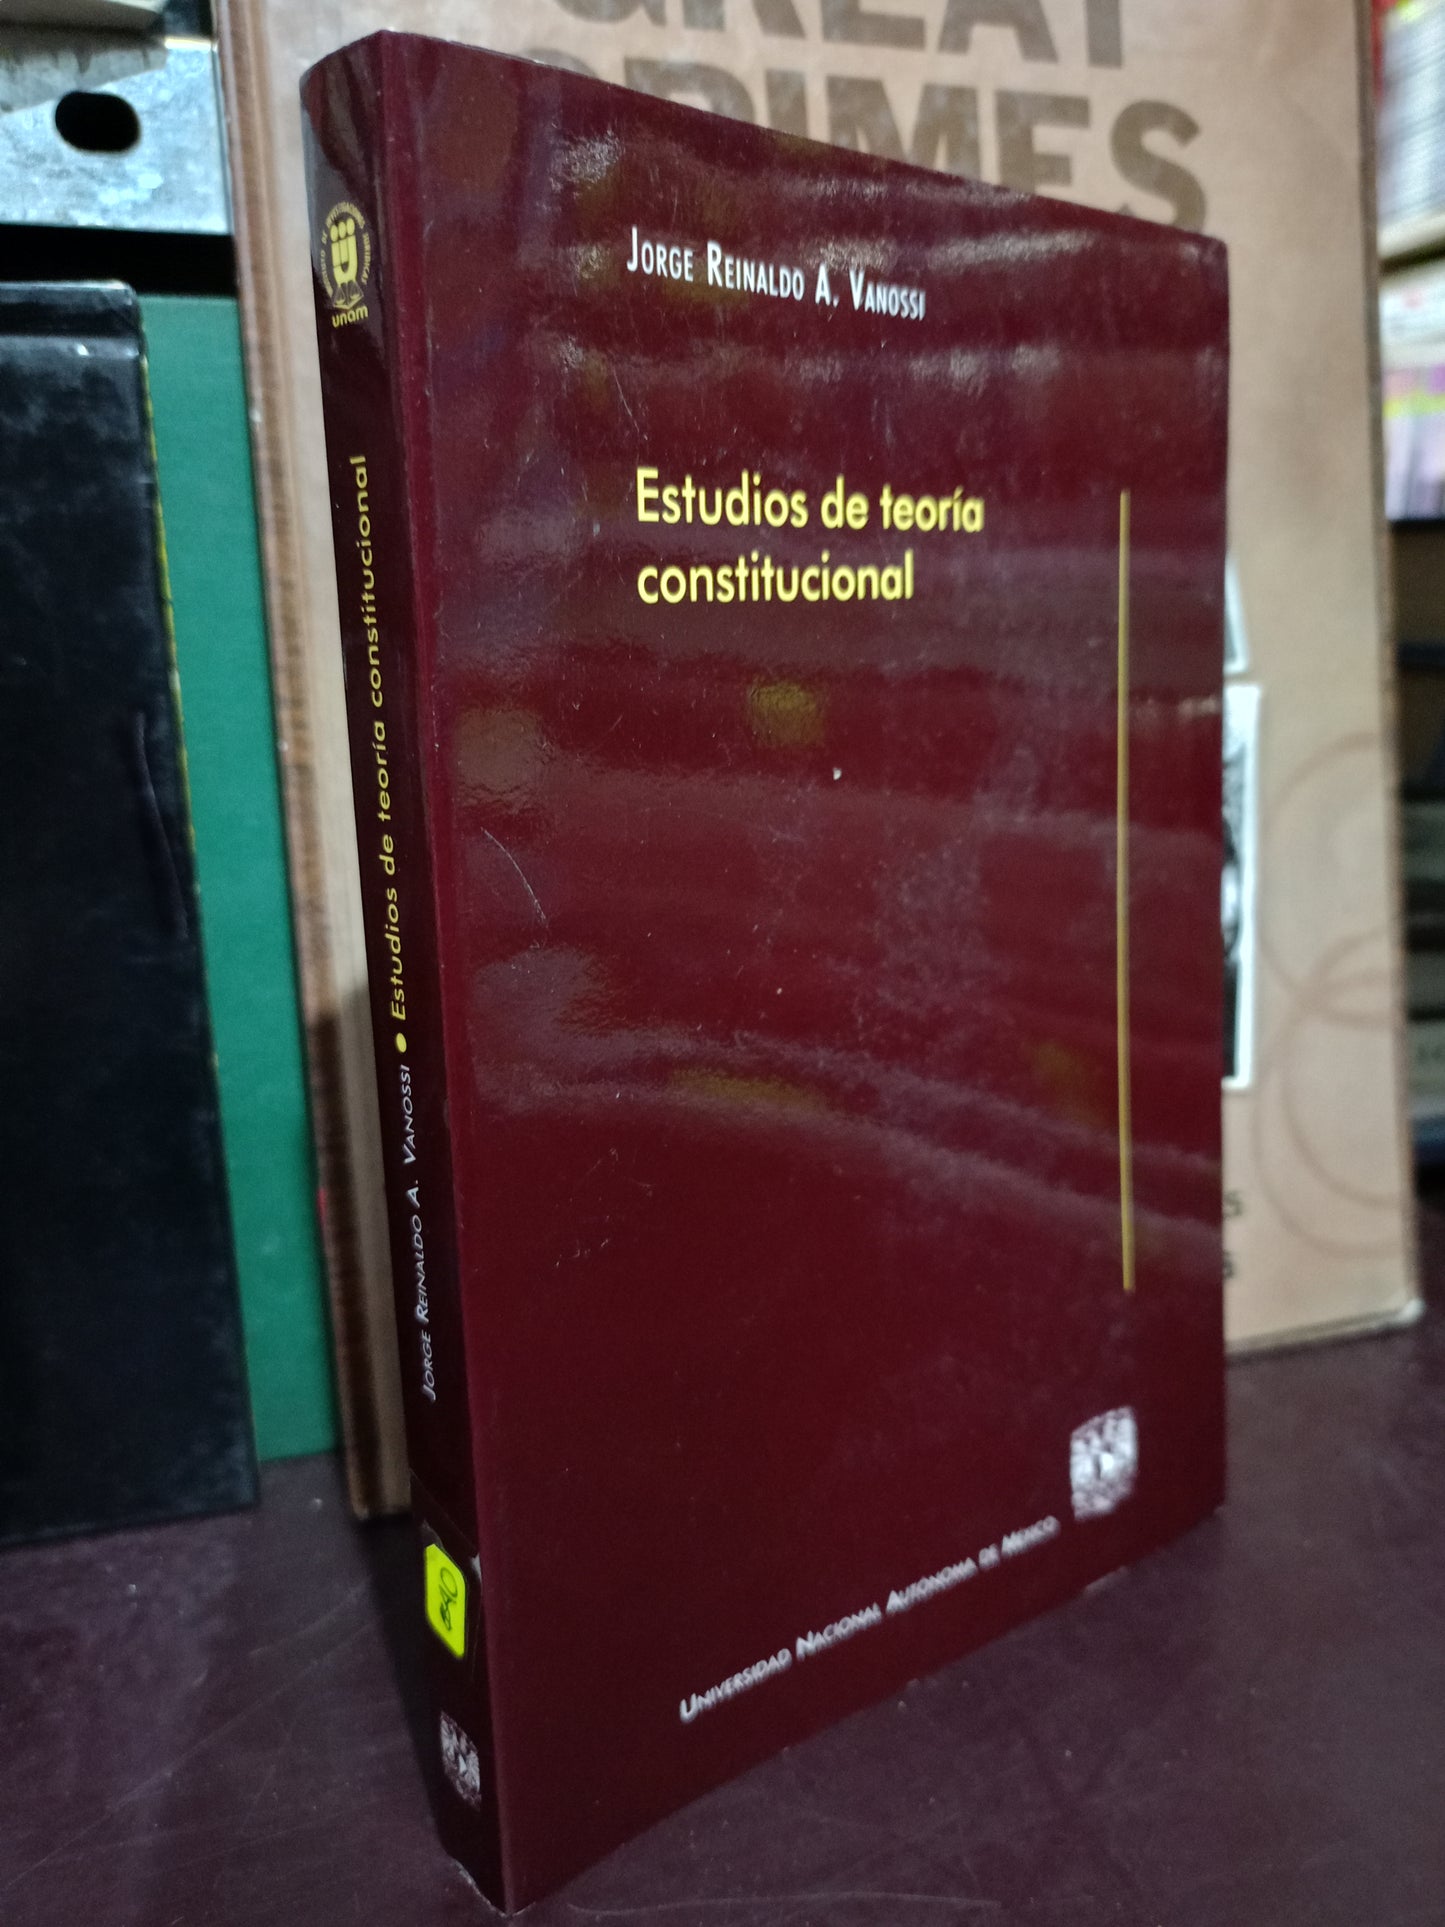 GREAT
CRIMES
JORGE REINALDO A. VANOSSI
Estudios de teoría
constitucional
UNIVERSIDAD NACIONAL AUTÓNOMA DE MÉXICO
unam
JORGE REINALDO A. VANOSSI • Estudios de teoría constitucional